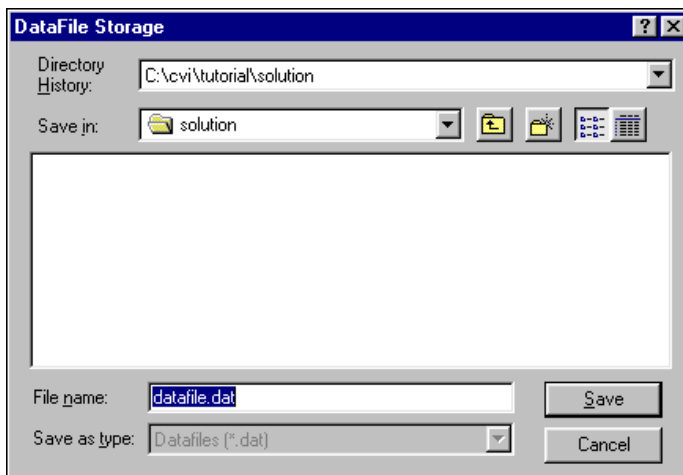 DataFile Storage
Directory
History:
C:\cvi\tutorial\solution
Save in:
solution
File name:
datafile.dat
Save
Save as type:
Datafiles (*.dat)
Cancel